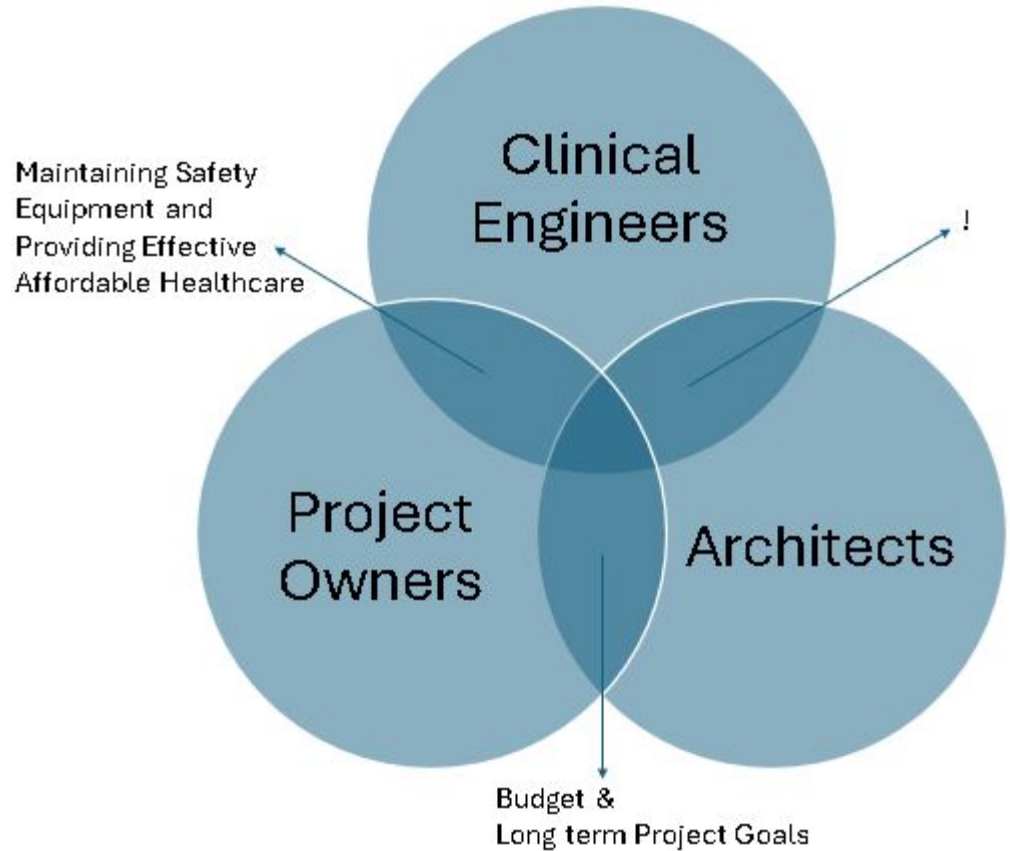 Clinical
Engineers
Maintaining Safety
Equipment and
Providing Effective
Affordable Healthcare
!
Project
Owners
Architects
Budget &
Long term Project Goals